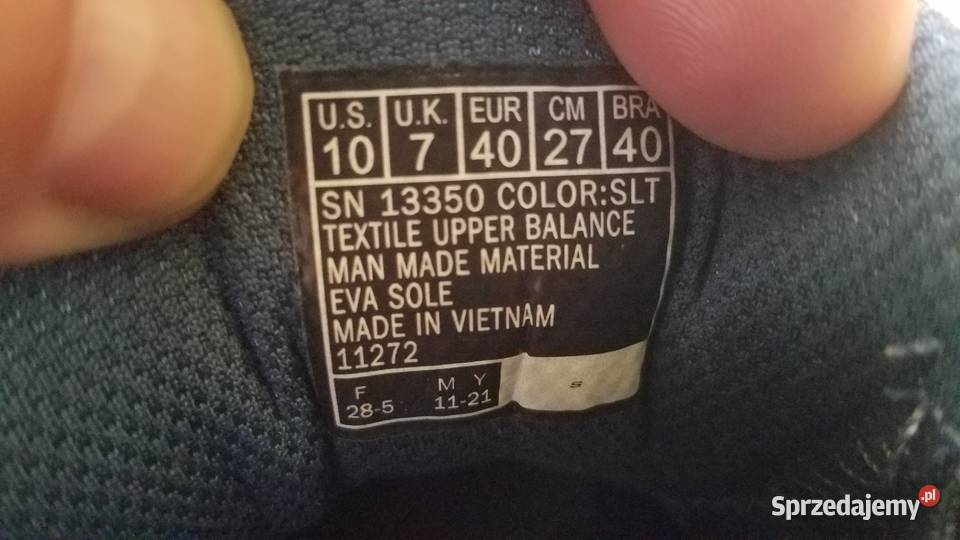 U.S. U.K. EUR CM BRA
10 7 40 27 40
SN 13350 COLOR:SLT
TEXTILE UPPER BALANCE
MAN MADE MATERIAL
EVA SOLE
MADE IN VIETNAM
11272
F M Y
28-5 11-21
S
Sprzedajemy.pl